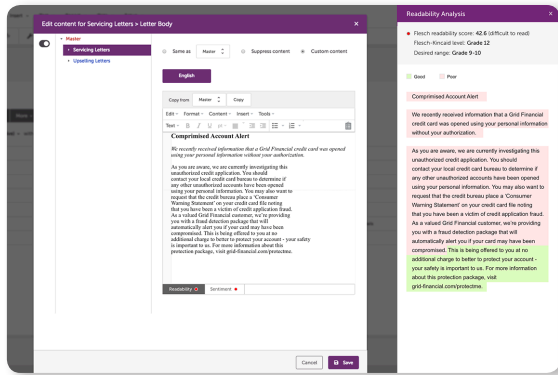 Edit content for Servicing Letters > Letter Body
×
Master
Servicing Letters
Upselling Letters
Same as
Master
Suppress content
Custom content
English
Copy from
Master
Copy
Edit
Format
Content
Insert
Tools
Text
B I U
Comprimised Account Alert
We recently received information that a Grid Financial credit card was opened
using your personal information without your authorization.
As you are aware, we are currently investigating this
unauthorized credit application. You should
contact your local credit card bureau to determine if
any other unauthorized accounts have been opened
using your personal information. You may also want to
request that the credit bureau place a 'Consumer
Warning Statement' on your credit card file noting
that you have been a victim of credit application fraud.
As a valued Grid Financial customer, we're providing
you with a fraud detection package that will
automatically alert you if your card may have been
compromised. This is being offered to you at no
additional charge to better to protect your account - your safety
is important to us. For more information about this
protection package, visit grid-financial.com/protectme.
Readability
Sentiment
Cancel
Save
Readability Analysis
×
Flesch readability score: 42.6 (difficult to read)
Flesch-Kincaid level: Grade 12
Desired range: Grade 9-10
Good
Poor
Comprimised Account Alert
We recently received information that a Grid Financial
credit card was opened using your personal information
without your authorization.
As you are aware, we are currently investigating this
unauthorized credit application. You should
contact your local credit card bureau to determine if
any other unauthorized accounts have been opened
using your personal information. You may also want to
request that the credit bureau place a 'Consumer
Warning Statement' on your credit card file noting
that you have been a victim of credit application fraud.
As a valued Grid Financial customer, we're providing
you with a fraud detection package that will
automatically alert you if your card may have been
compromised. This is being offered to you at no
additional charge to better to protect your account -
your safety is important to us. For more information
about this protection package, visit
grid-financial.com/protectme.